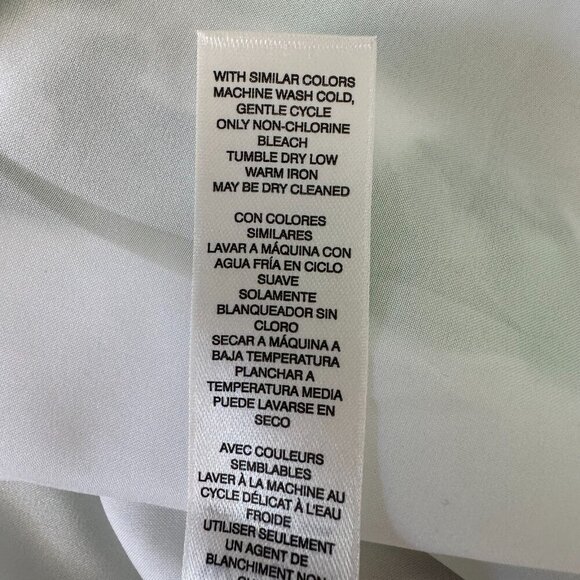 WITH SIMILAR COLORS
MACHINE WASH COLD,
GENTLE CYCLE
ONLY NON-CHLORINE
BLEACH
TUMBLE DRY LOW
WARM IRON
MAY BE DRY CLEANED
CON COLORES
SIMILARES
LAVAR A MÁQUINA CON
AGUA FRÍA EN CICLO
SUAVE
SOLAMENTE
BLANQUEADOR SIN
CLORO
SECAR A MÁQUINA A
BAJA TEMPERATURA
PLANCHAR A
TEMPERATURA MEDIA
PUEDE LAVARSE EN
SECO
AVEC COULEURS
SEMBLABLES
LAVER À LA MACHINE AU
CYCLE DÉLICAT À L'EAU
FROIDE
UTILISER SEULEMENT
UN AGENT DE
BLANCHIMENT NON